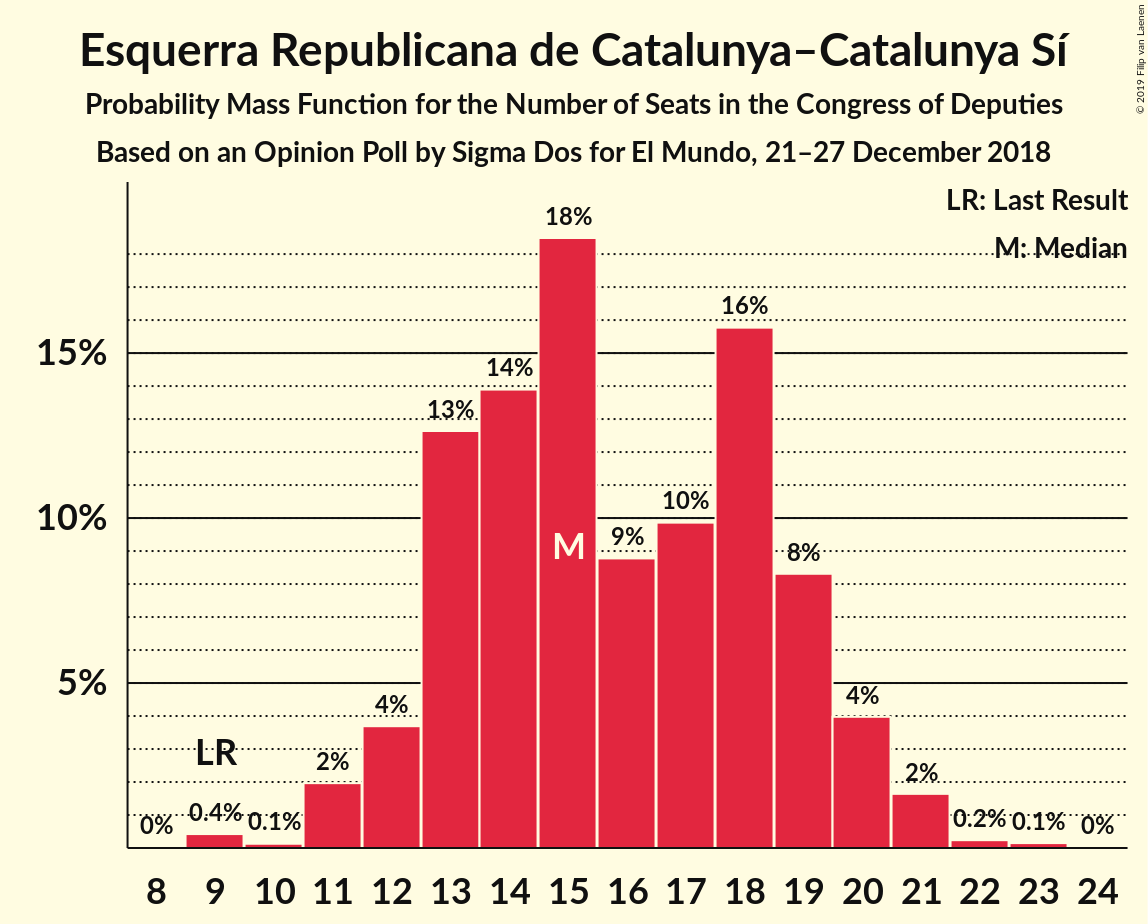 Esquerra Republicana de Catalunya–Catalunya Sí
Probability Mass Function for the Number of Seats in the Congress of Deputies
Based on an Opinion Poll by Sigma Dos for El Mundo, 21–27 December 2018
© 2019 Filip van Laenen
LR: Last Result
M: Median
15%
10%
5%
0%
0.4%
0.1%
2%
4%
13%
14%
18%
9%
10%
16%
8%
4%
2%
0.2%
0.1%
0%
LR
M
8 9 10 11 12 13 14 15 16 17 18 19 20 21 22 23 24